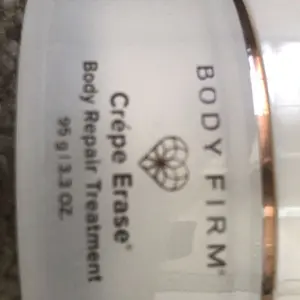 BODY FIRM®
Crépe Erase®
Body Repair Treatment
95 g | 3.3 OZ.